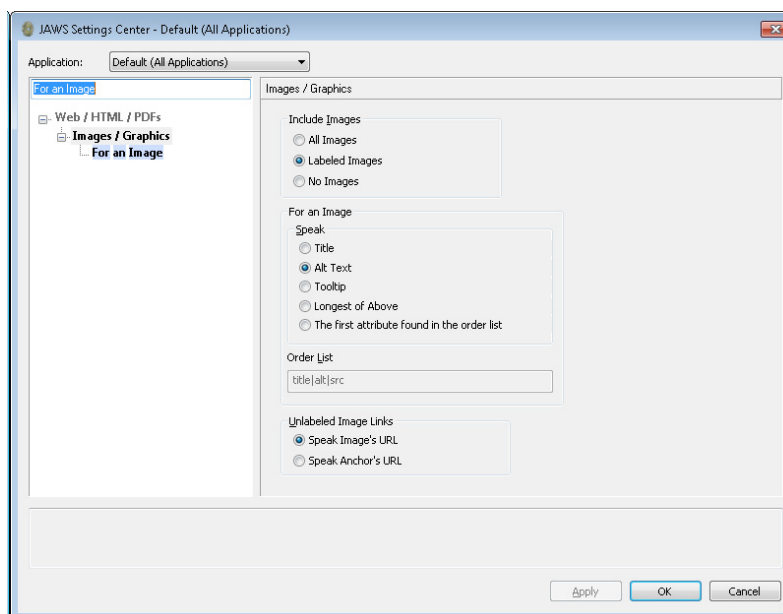 JAWS Settings Center - Default (All Applications)
Application: Default (All Applications)
For an Image
Web / HTML / PDFs
Images / Graphics
For an Image
Images / Graphics
Include Images
All Images
Labeled Images
No Images
For an Image
Speak
Title
Alt Text
Tooltip
Longest of Above
The first attribute found in the order list
Order List
title|alt|src
Unlabeled Image Links
Speak Image's URL
Speak Anchor's URL
Apply OK Cancel